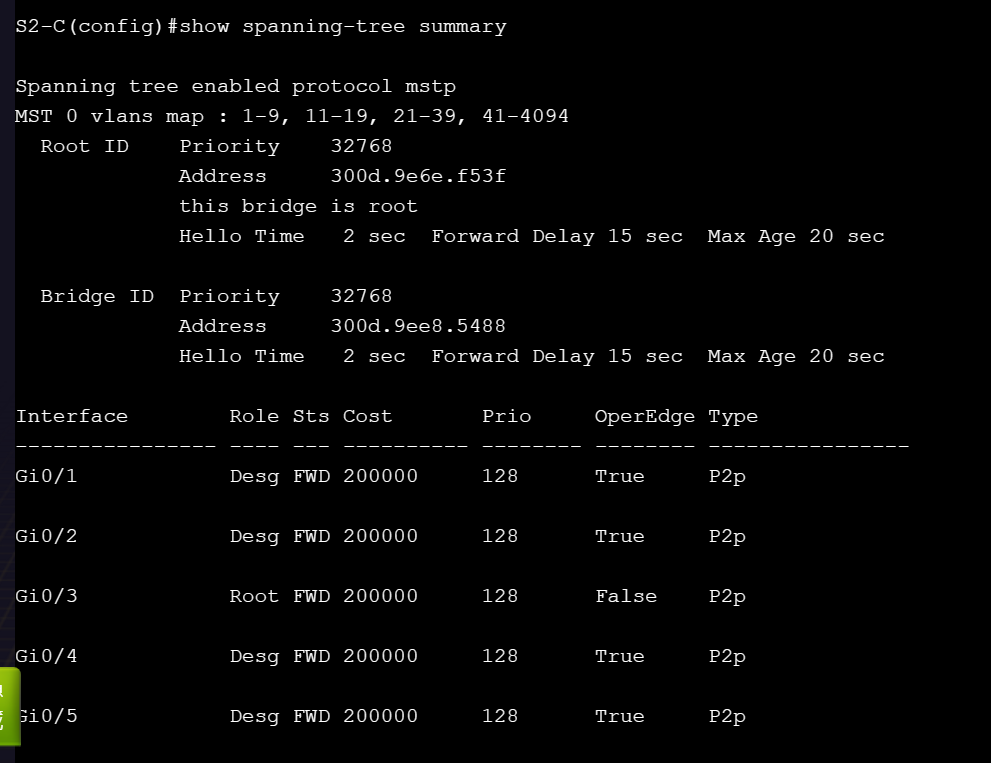 S2-C(config)#show spanning-tree summary
Spanning tree enabled protocol mstp
MST 0 vlans map : 1-9, 11-19, 21-39, 41-4094
  Root ID    Priority    32768
             Address     300d.9e6e.f53f
             this bridge is root
             Hello Time   2 sec  Forward Delay 15 sec  Max Age 20 sec
  Bridge ID  Priority    32768
             Address     300d.9ee8.5488
             Hello Time   2 sec  Forward Delay 15 sec  Max Age 20 sec
Interface        Role Sts Cost       Prio     OperEdge Type
---------------- ---- --- ---------- -------- -------- ----------------
Gi0/1            Desg FWD 200000     128      True     P2p
Gi0/2            Desg FWD 200000     128      True     P2p
Gi0/3            Root FWD 200000     128      False    P2p
Gi0/4            Desg FWD 200000     128      True     P2p
Gi0/5            Desg FWD 200000     128      True     P2p